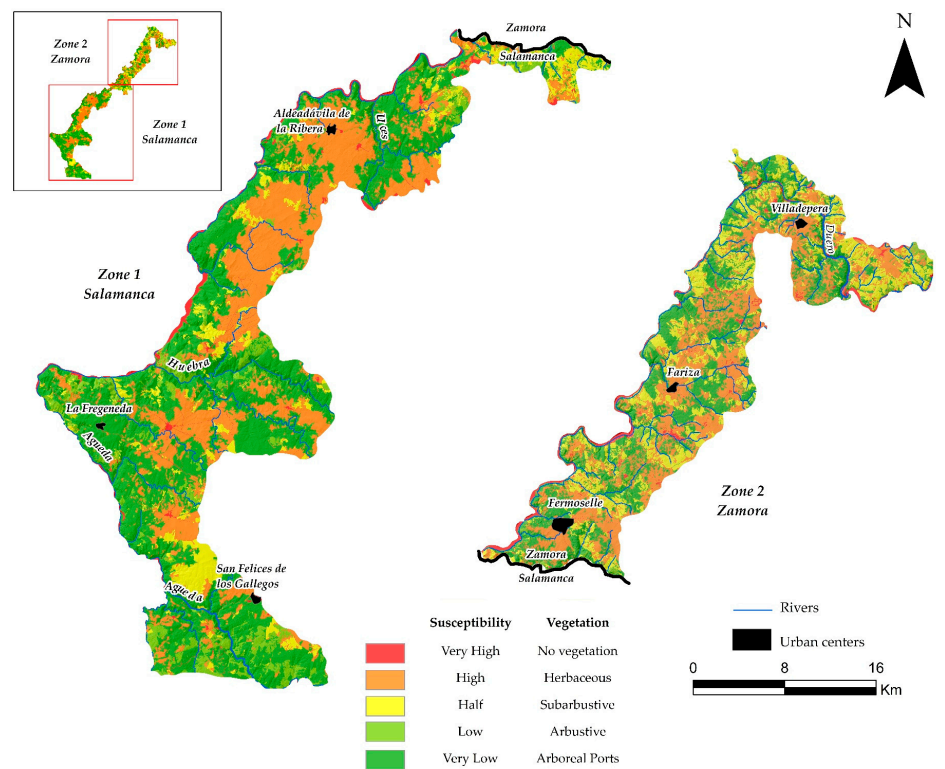 Zone 2
Zamora
Zone 1
Salamanca
Zamora
Salamanca
N
Aldeadávila de
la Ribera
Uces
Villadepera
Duero
Zone 1
Salamanca
Huebra
Fariza
La Fregeneda
Agueda
Zone 2
Zamora
Fermoselle
Zamora
Salamanca
San Felices de
los Gallegos
Agueda
Susceptibility Vegetation
Very High No vegetation
High Herbaceous
Half Subarbustive
Low Arbustive
Very Low Arboreal Ports
Rivers
Urban centers
0 8 16
Km